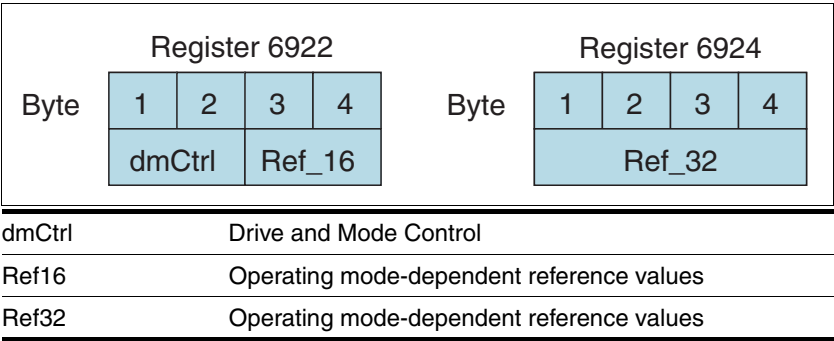 Register 6922 Register 6924
Byte 1 2 3 4 Byte 1 2 3 4
dmCtrl Ref_16 Ref_32
dmCtrl Drive and Mode Control
Ref16 Operating mode-dependent reference values
Ref32 Operating mode-dependent reference values